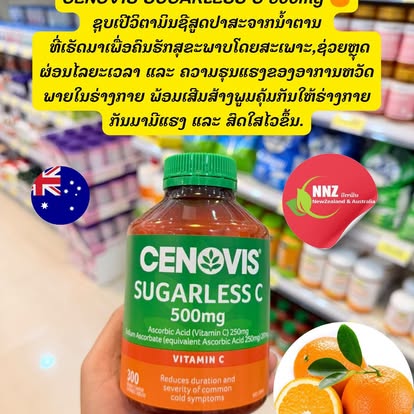 CENOVIS SUGARLESS C 500mg
ຊຸບເປີວິຕາມິນຊີສູດປາສະຈາກນ້ຳຕານ
ທີ່ເຮັດມາເພື່ອຄົນຮັກສຸຂະພາບໂດຍສະເພາະ,ຊ່ວຍຫຼຸດ
ຜ່ອນໄລຍະເວລາ ແລະ ຄວາມຮຸນແຮງຂອງອາການຫວັດ
ພາຍໃນຮ່າງກາຍ ພ້ອມເສີມສ້າງພູມຄຸ້ມກັນໃຫ້ຮ່າງກາຍ
ກັບມາມີແຮງ ແລະ ສົດໃສໄວຂຶ້ນ.
NNZ
NewZealand & Australia
CENOVIS
SUGARLESS C
500mg
Ascorbic Acid (Vitamin C) 250mg
VITAMIN C
300
Reduces duration and
severity of common
cold symptoms